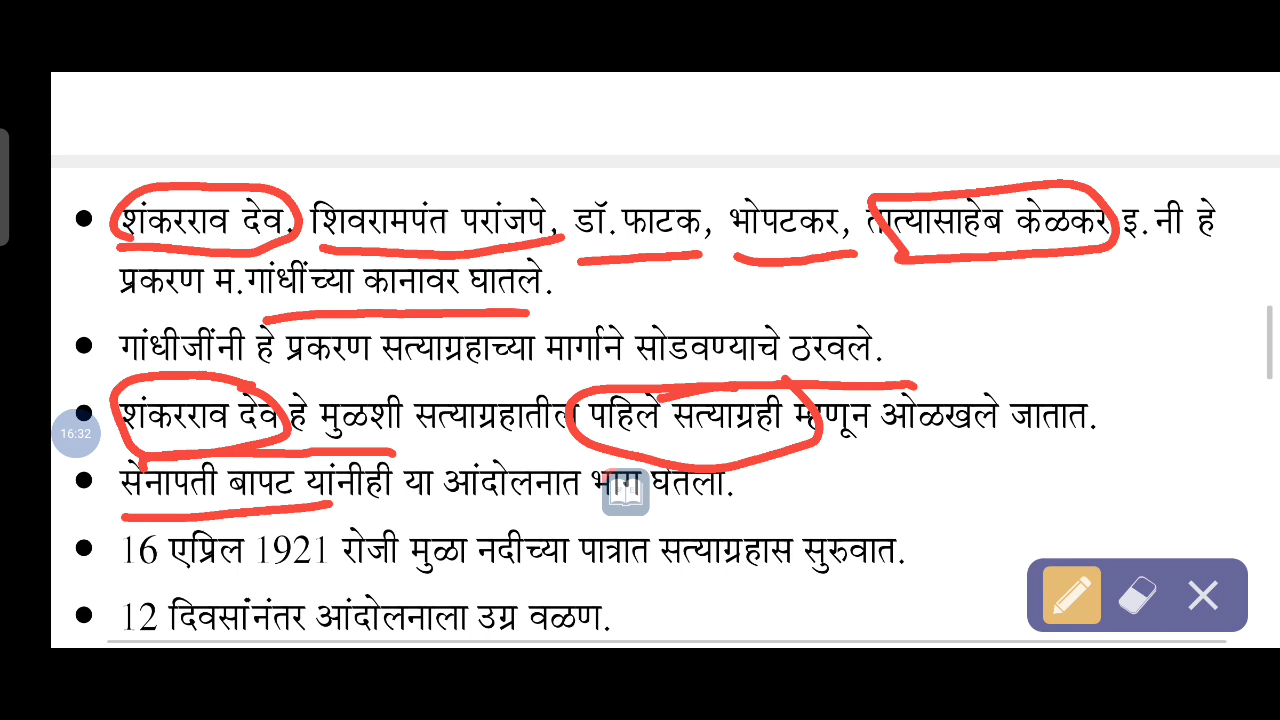 ● शंकरराव देव. शिवरामपंत परांजपे, डॉ.फाटक, भोपटकर, तात्यासाहेब केळकर इ.नी हे
प्रकरण म.गांधींच्या कानावर घातले.
● गांधीजींनी हे प्रकरण सत्याग्रहाच्या मार्गाने सोडवण्याचे ठरवले.
● शंकरराव देव हे मुळशी सत्याग्रहातील पहिले सत्याग्रही म्हणून ओळखले जातात.
16:32
● सेनापती बापट यांनीही या आंदोलनात भाग घेतला.
● 16 एप्रिल 1921 रोजी मुळा नदीच्या पात्रात सत्याग्रहास सुरुवात.
● 12 दिवसांनंतर आंदोलनाला उग्र वळण.